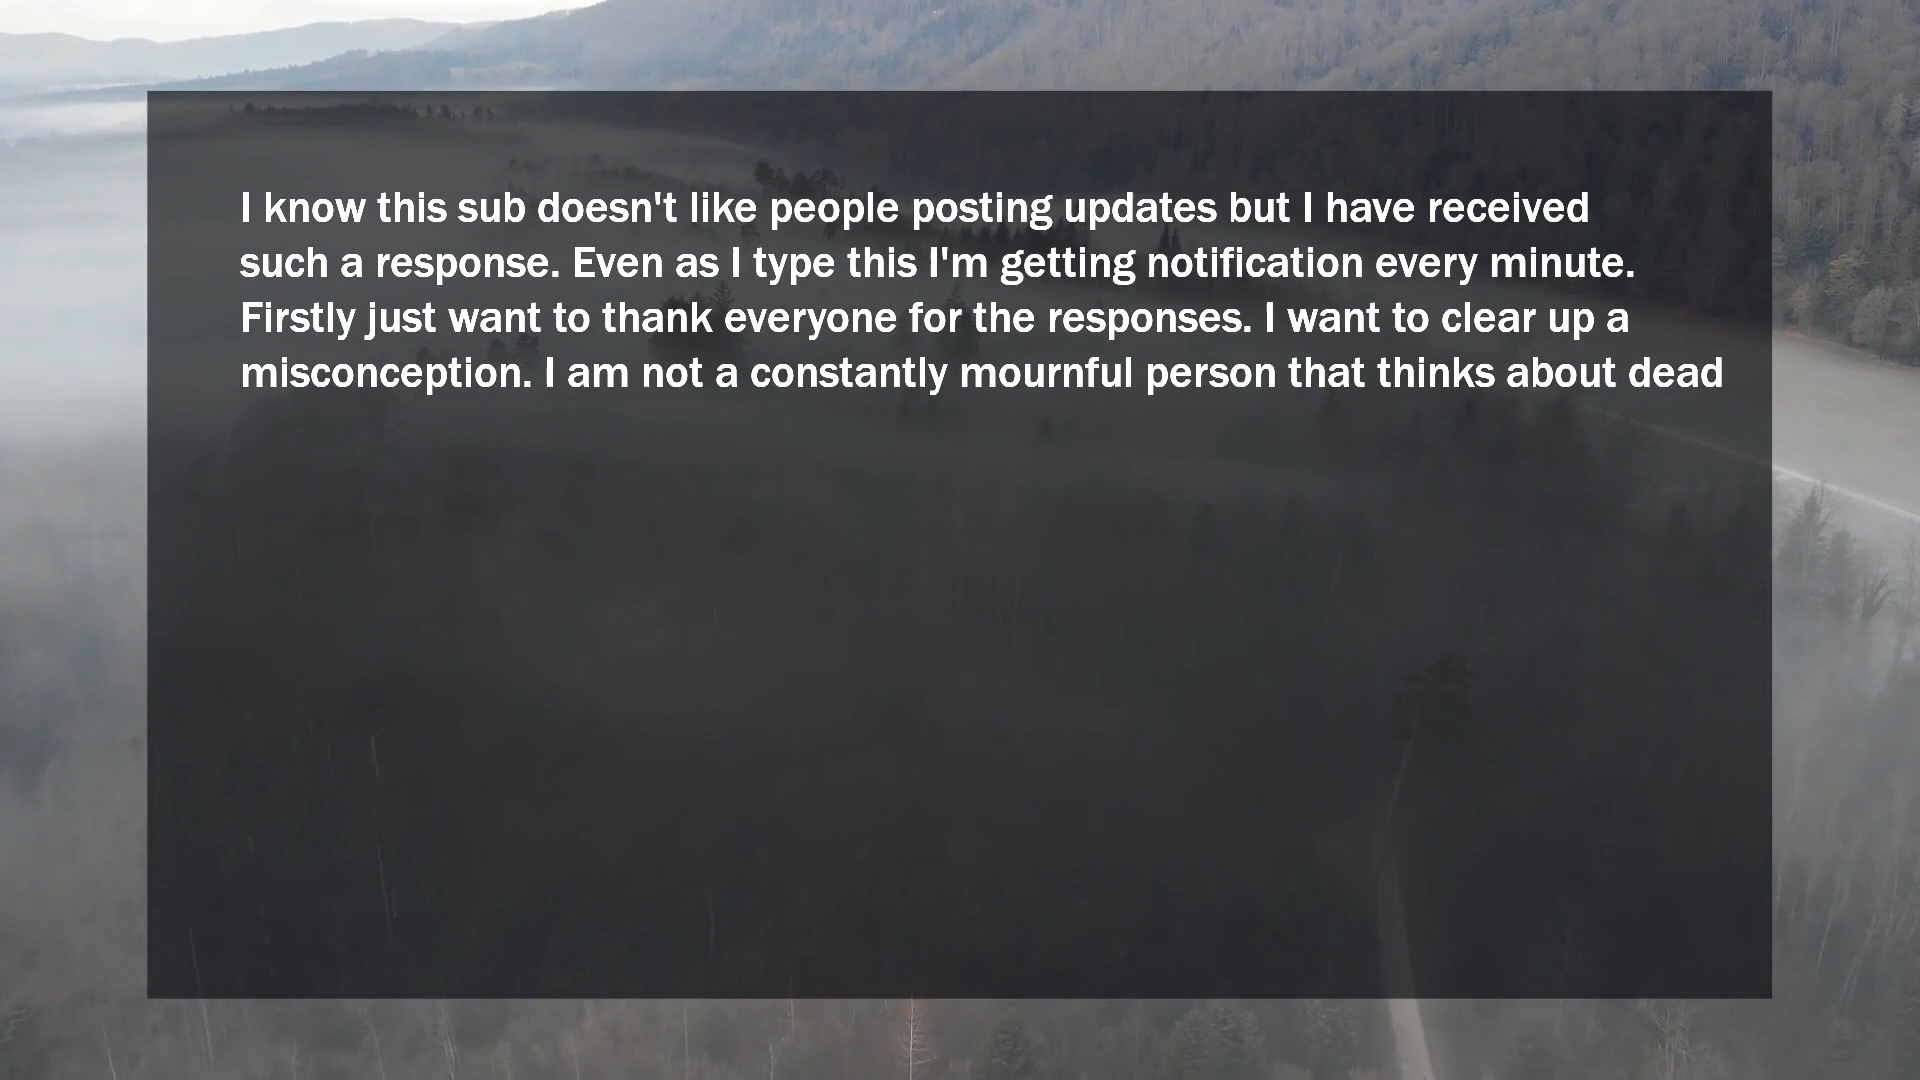 I know this sub doesn't like people posting updates but I have received
such a response. Even as I type this I'm getting notification every minute.
Firstly just want to thank everyone for the responses. I want to clear up a
misconception. I am not a constantly mournful person that thinks about dead